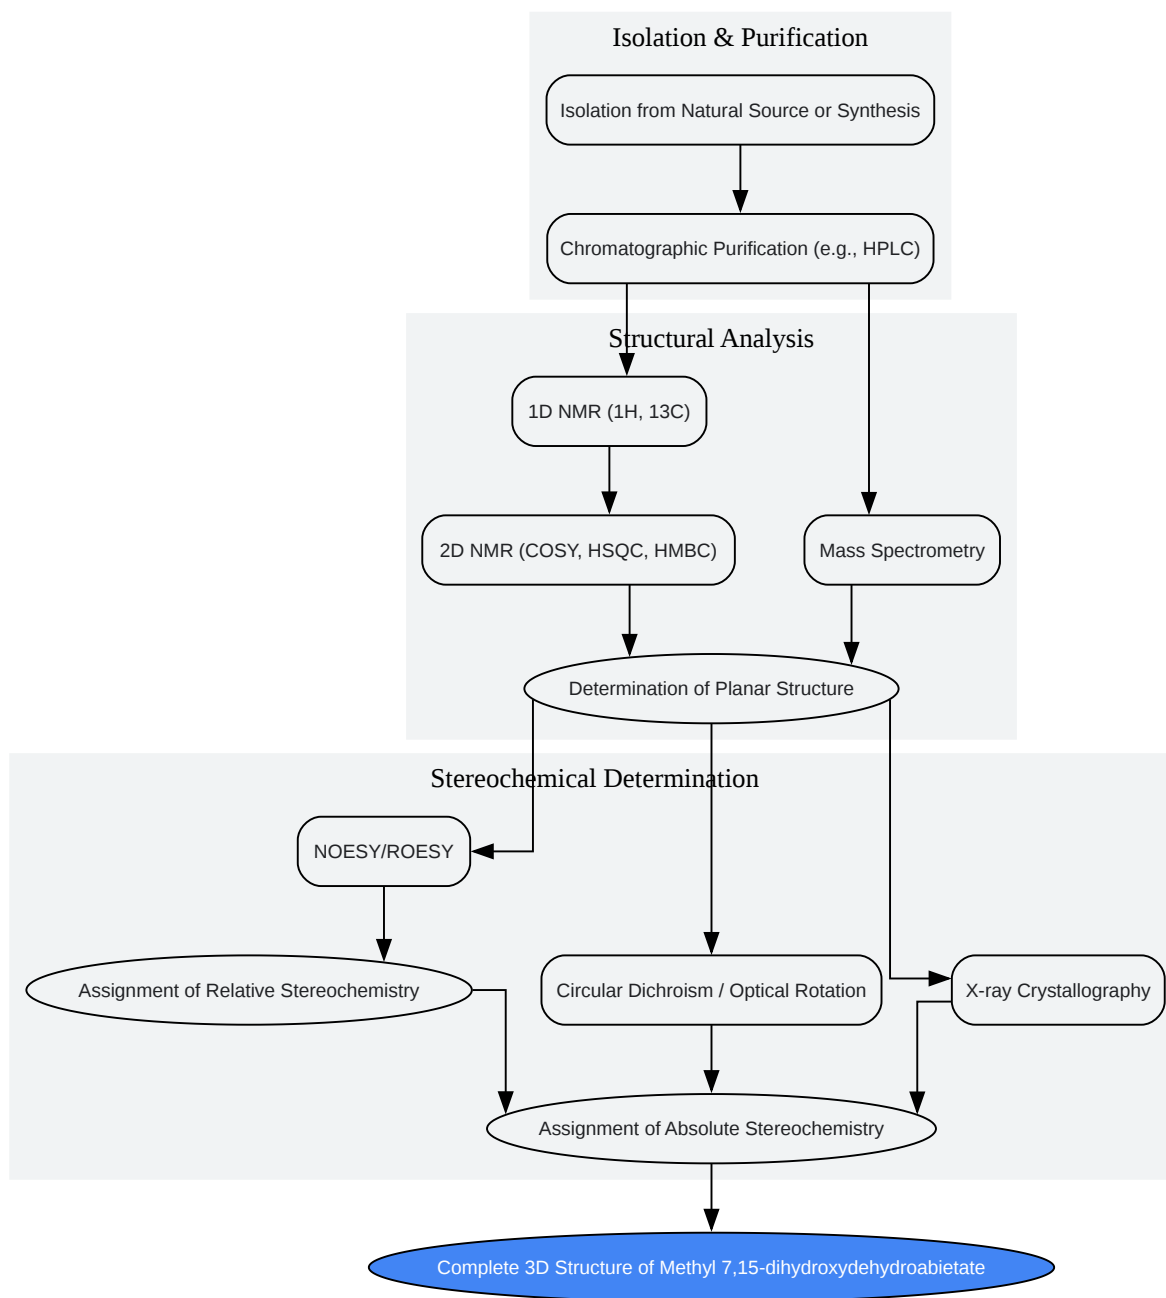 Isolation & Purification
Isolation from Natural Source or Synthesis
Chromatographic Purification (e.g., HPLC)
Structural Analysis
1D NMR (1H, 13C)
2D NMR (COSY, HSQC, HMBC)
Mass Spectrometry
Determination of Planar Structure
Stereochemical Determination
NOESY/ROESY
Assignment of Relative Stereochemistry
Circular Dichroism / Optical Rotation
X-ray Crystallography
Assignment of Absolute Stereochemistry
Complete 3D Structure of Methyl 7,15-dihydroxydehydroabietate